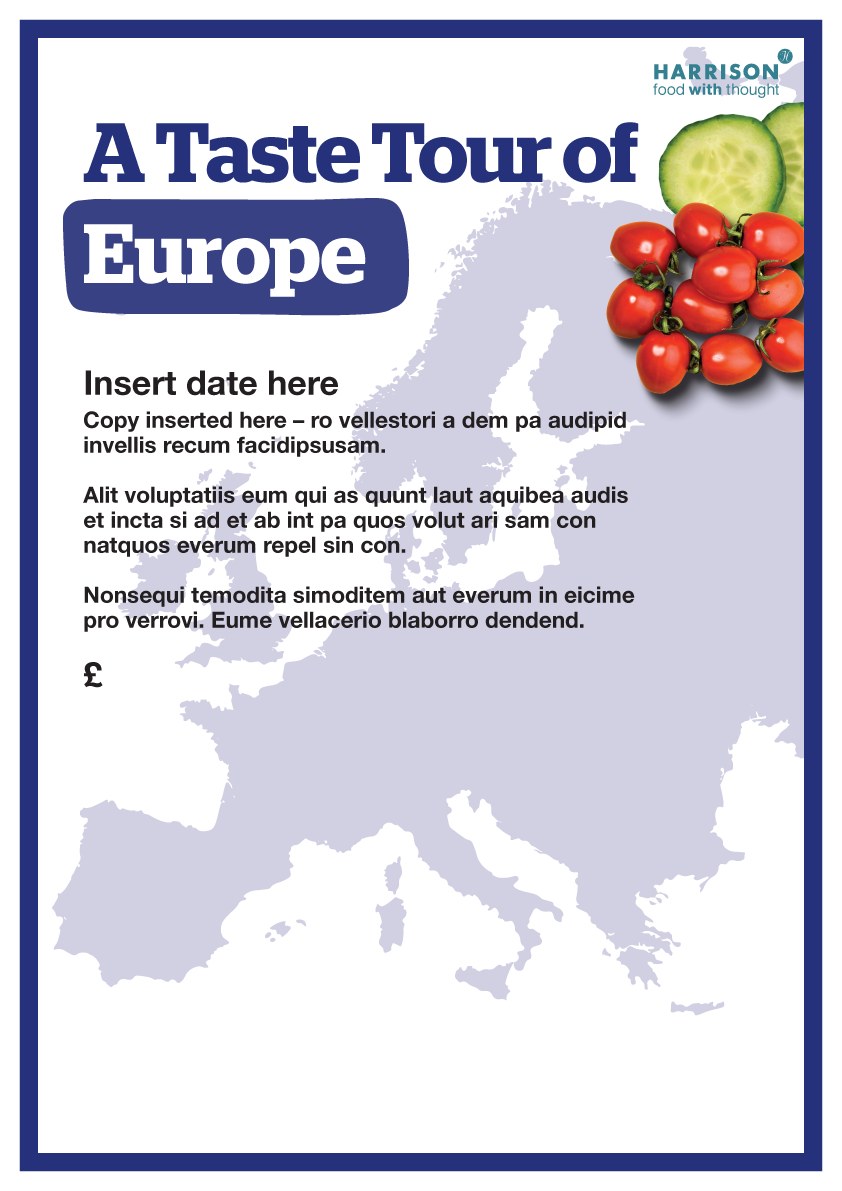 HARRISON
food with thought
A Taste Tour of
Europe
Insert date here
Copy inserted here – ro vellestori a dem pa audipid
invellis recum facidipsusam.
Alit voluptatiis eum qui as quunt laut aquibea audis
et incta si ad et ab int pa quos volut ari sam con
natquos everum repel sin con.
Nonsequi temodita simoditem aut everum in eicime
pro verrovi. Eume vellacerio blaborro dendend.
£